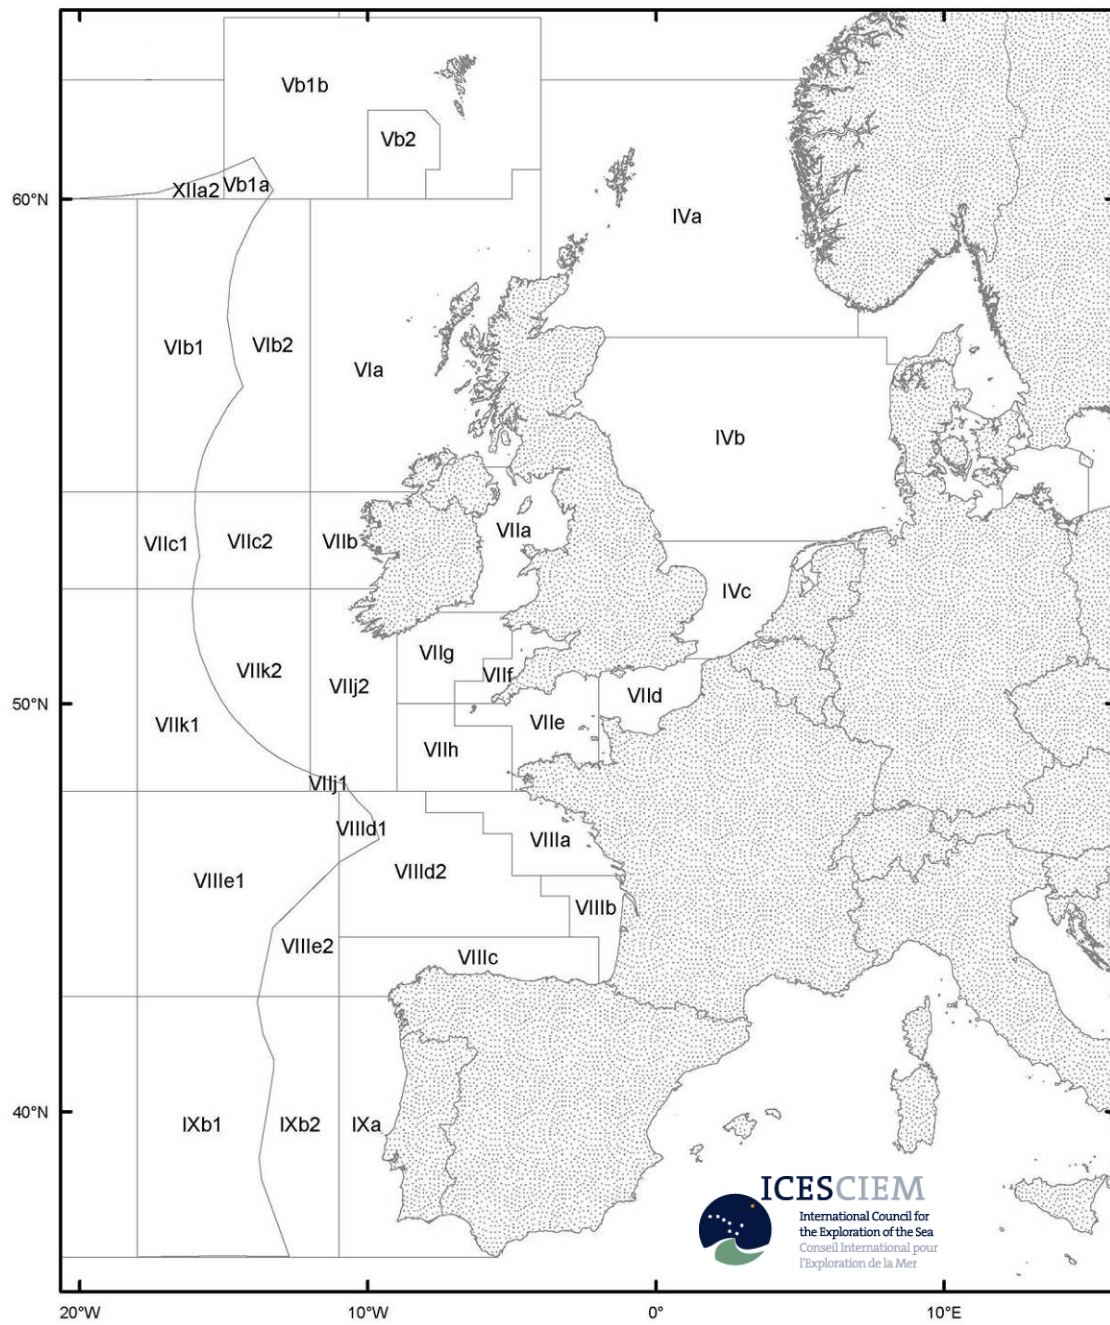 Vb1b
Vb2
XIIa2
Vb1a
60°N
IVa
VIb1
VIb2
VIa
IVb
VIIc1
VIIc2
VIIb
VIIa
IVc
VIIg
VIIk2
VIIj2
VIIf
VIId
50°N
VIIk1
VIIe
VIIh
VIIj1
VIIId1
VIIIa
VIIIe1
VIIId2
VIIIb
VIIIe2
VIIIc
40°N
IXb1
IXb2
IXa
ICESCIEM
International Council for
the Exploration of the Sea
Conseil International pour
l'Exploration de la Mer
20°W
10°W
0°
10°E